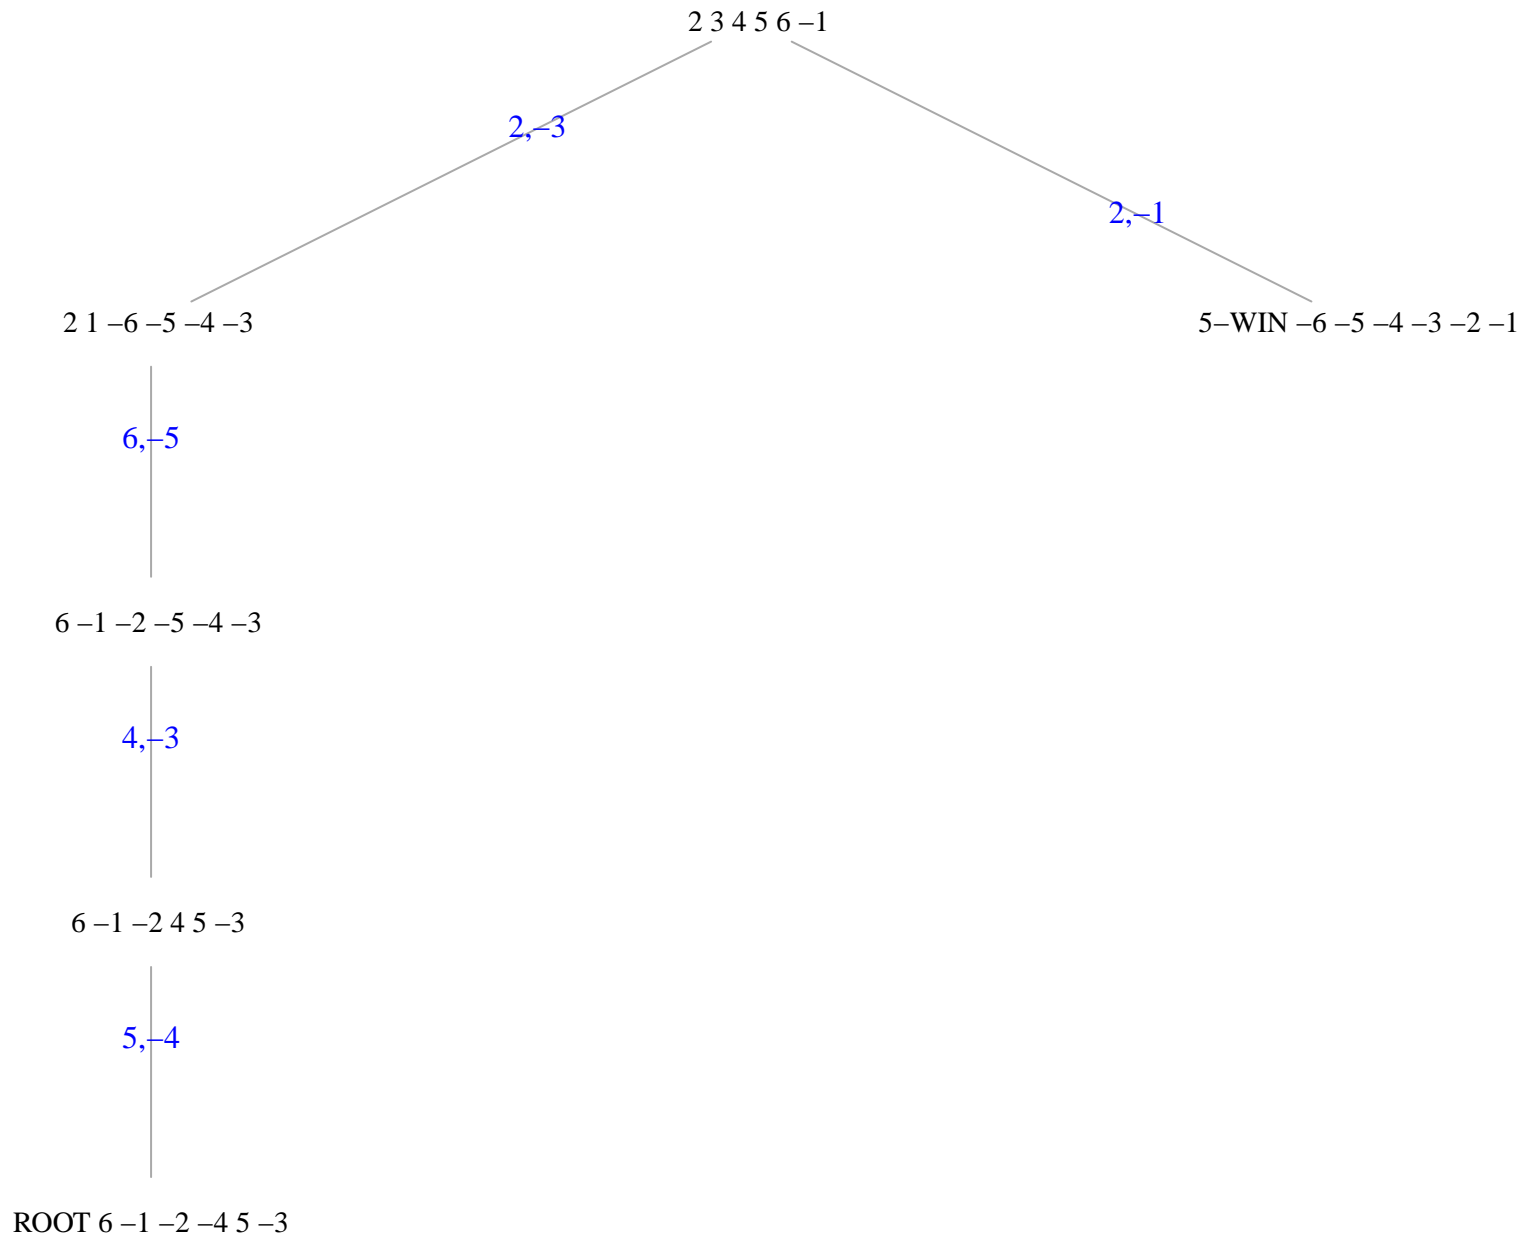 2 3 4 5 6 –1
2,–3
2,–1
2 1 –6 –5 –4 –3
5–WIN –6 –5 –4 –3 –2 –1
6,–5
6 –1 –2 –5 –4 –3
4,–3
6 –1 –2 4 5 –3
5,–4
ROOT 6 –1 –2 –4 5 –3